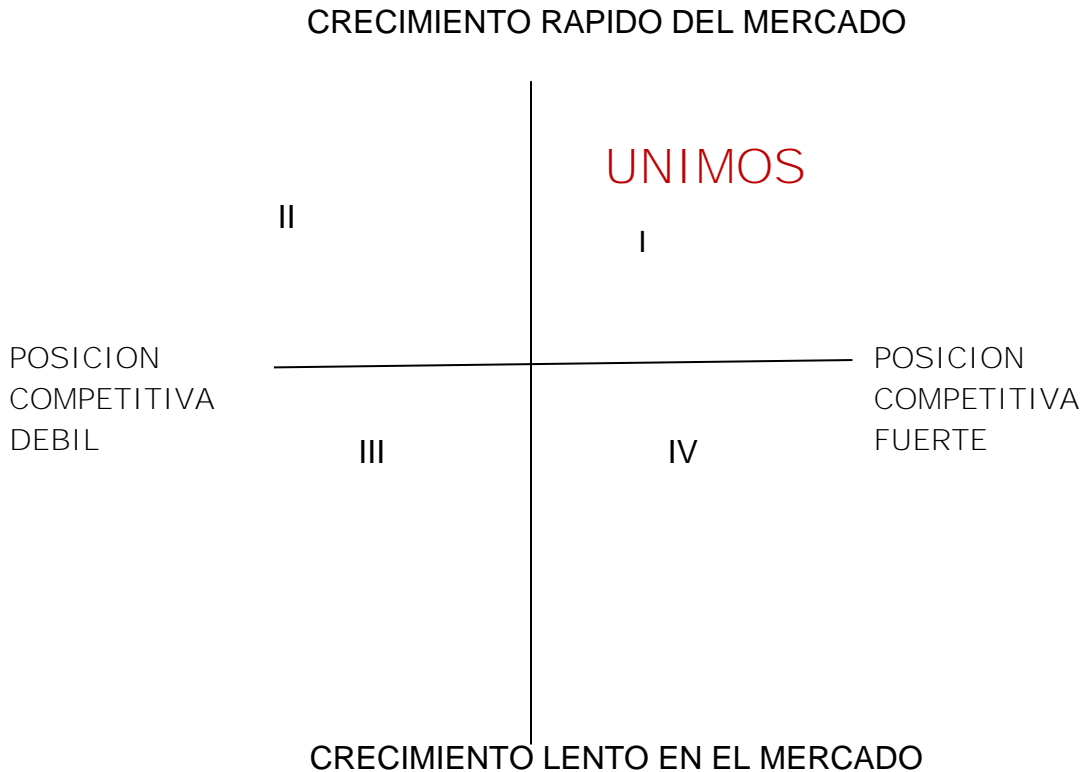 CRECIMIENTO RAPIDO DEL MERCADO
UNIMOS
II
I
POSICION
COMPETITIVA
DEBIL
POSICION
COMPETITIVA
FUERTE
III
IV
CRECIMIENTO LENTO EN EL MERCADO